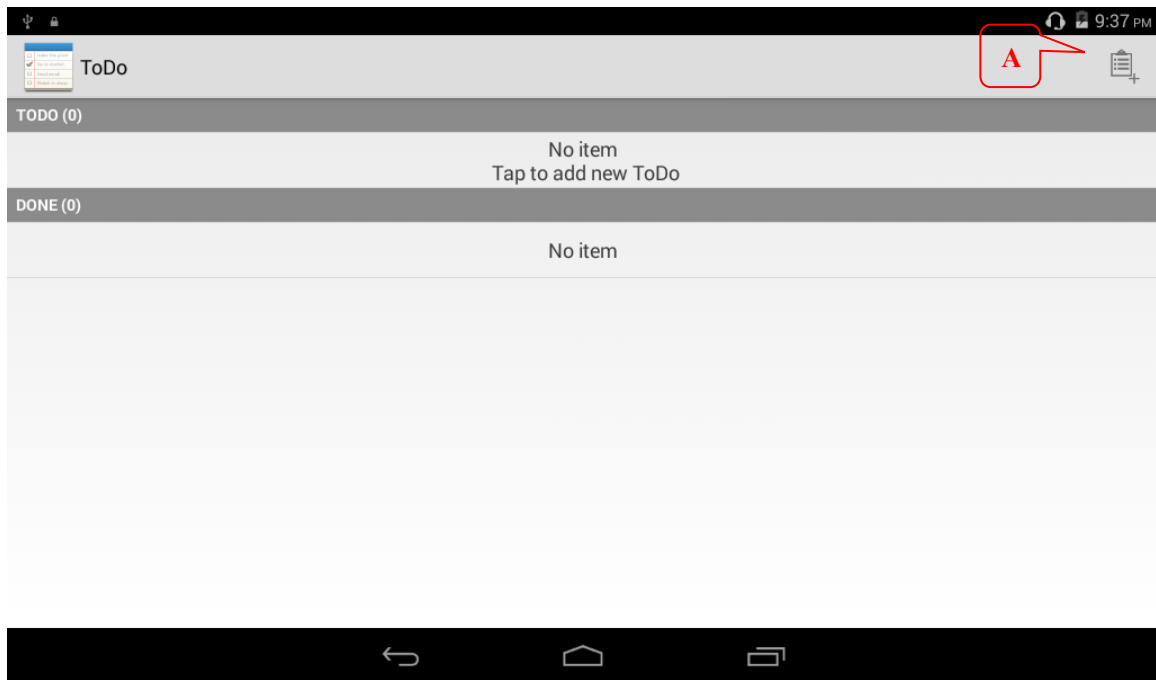 9:37 PM
A
ToDo
TODO (0)
No item
Tap to add new ToDo
DONE (0)
No item